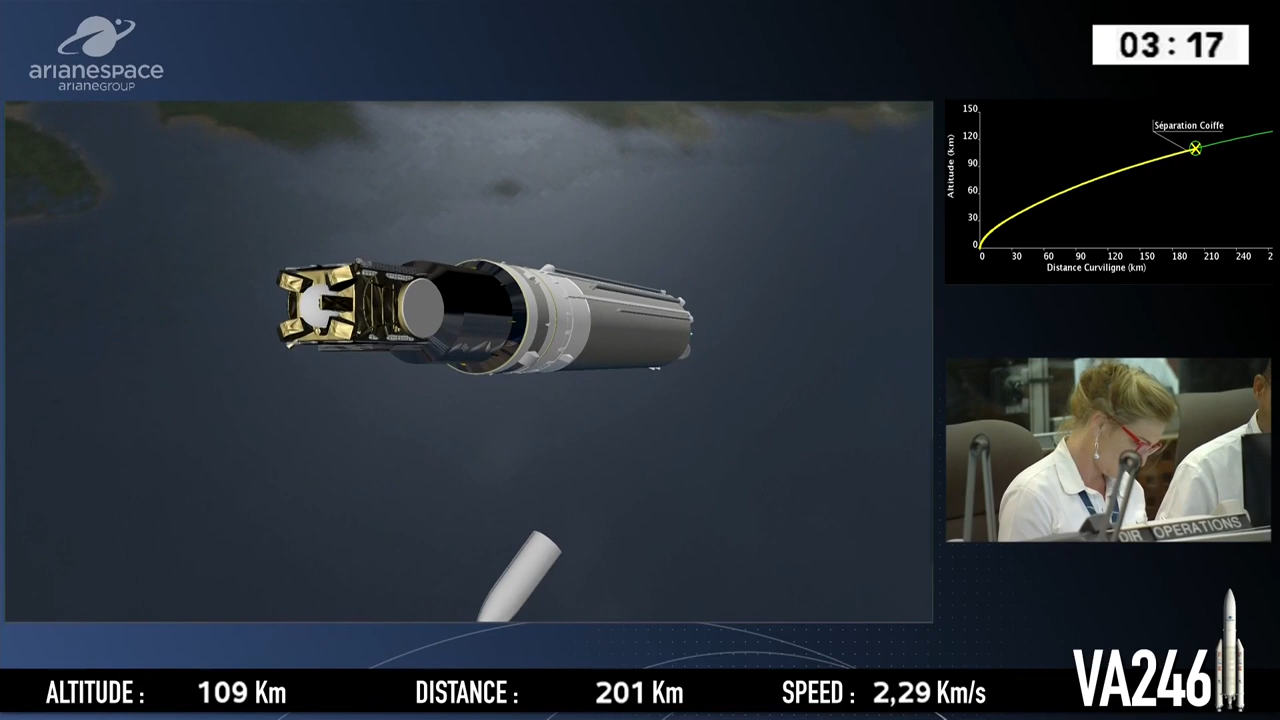 arianespace
arianeGROUP
03 : 17
150
120
90
60
30
0
Altitude (km)
Séparation Coiffe
0 30 60 90 120 150 180 210 240 2
Distance Curviligne (km)
DIR OPERATIONS
VA246
ALTITUDE : 109 Km DISTANCE : 201 Km SPEED : 2,29 Km/s